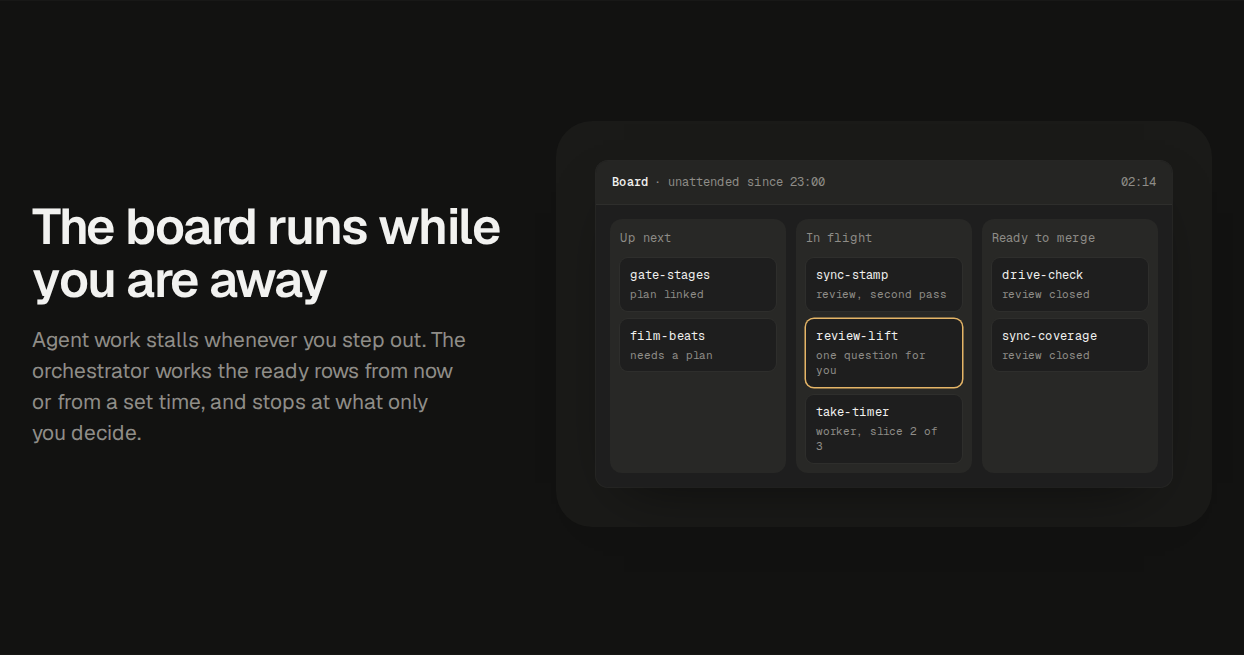 The board runs while
you are away
Agent work stalls whenever you step out. The
orchestrator works the ready rows from now
or from a set time, and stops at what only
you decide.
Board · unattended since 23:00
02:14
Up next
gate-stages
plan linked
film-beats
needs a plan
In flight
sync-stamp
review, second pass
review-lift
one question for
you
take-timer
worker, slice 2 of
3
Ready to merge
drive-check
review closed
sync-coverage
review closed